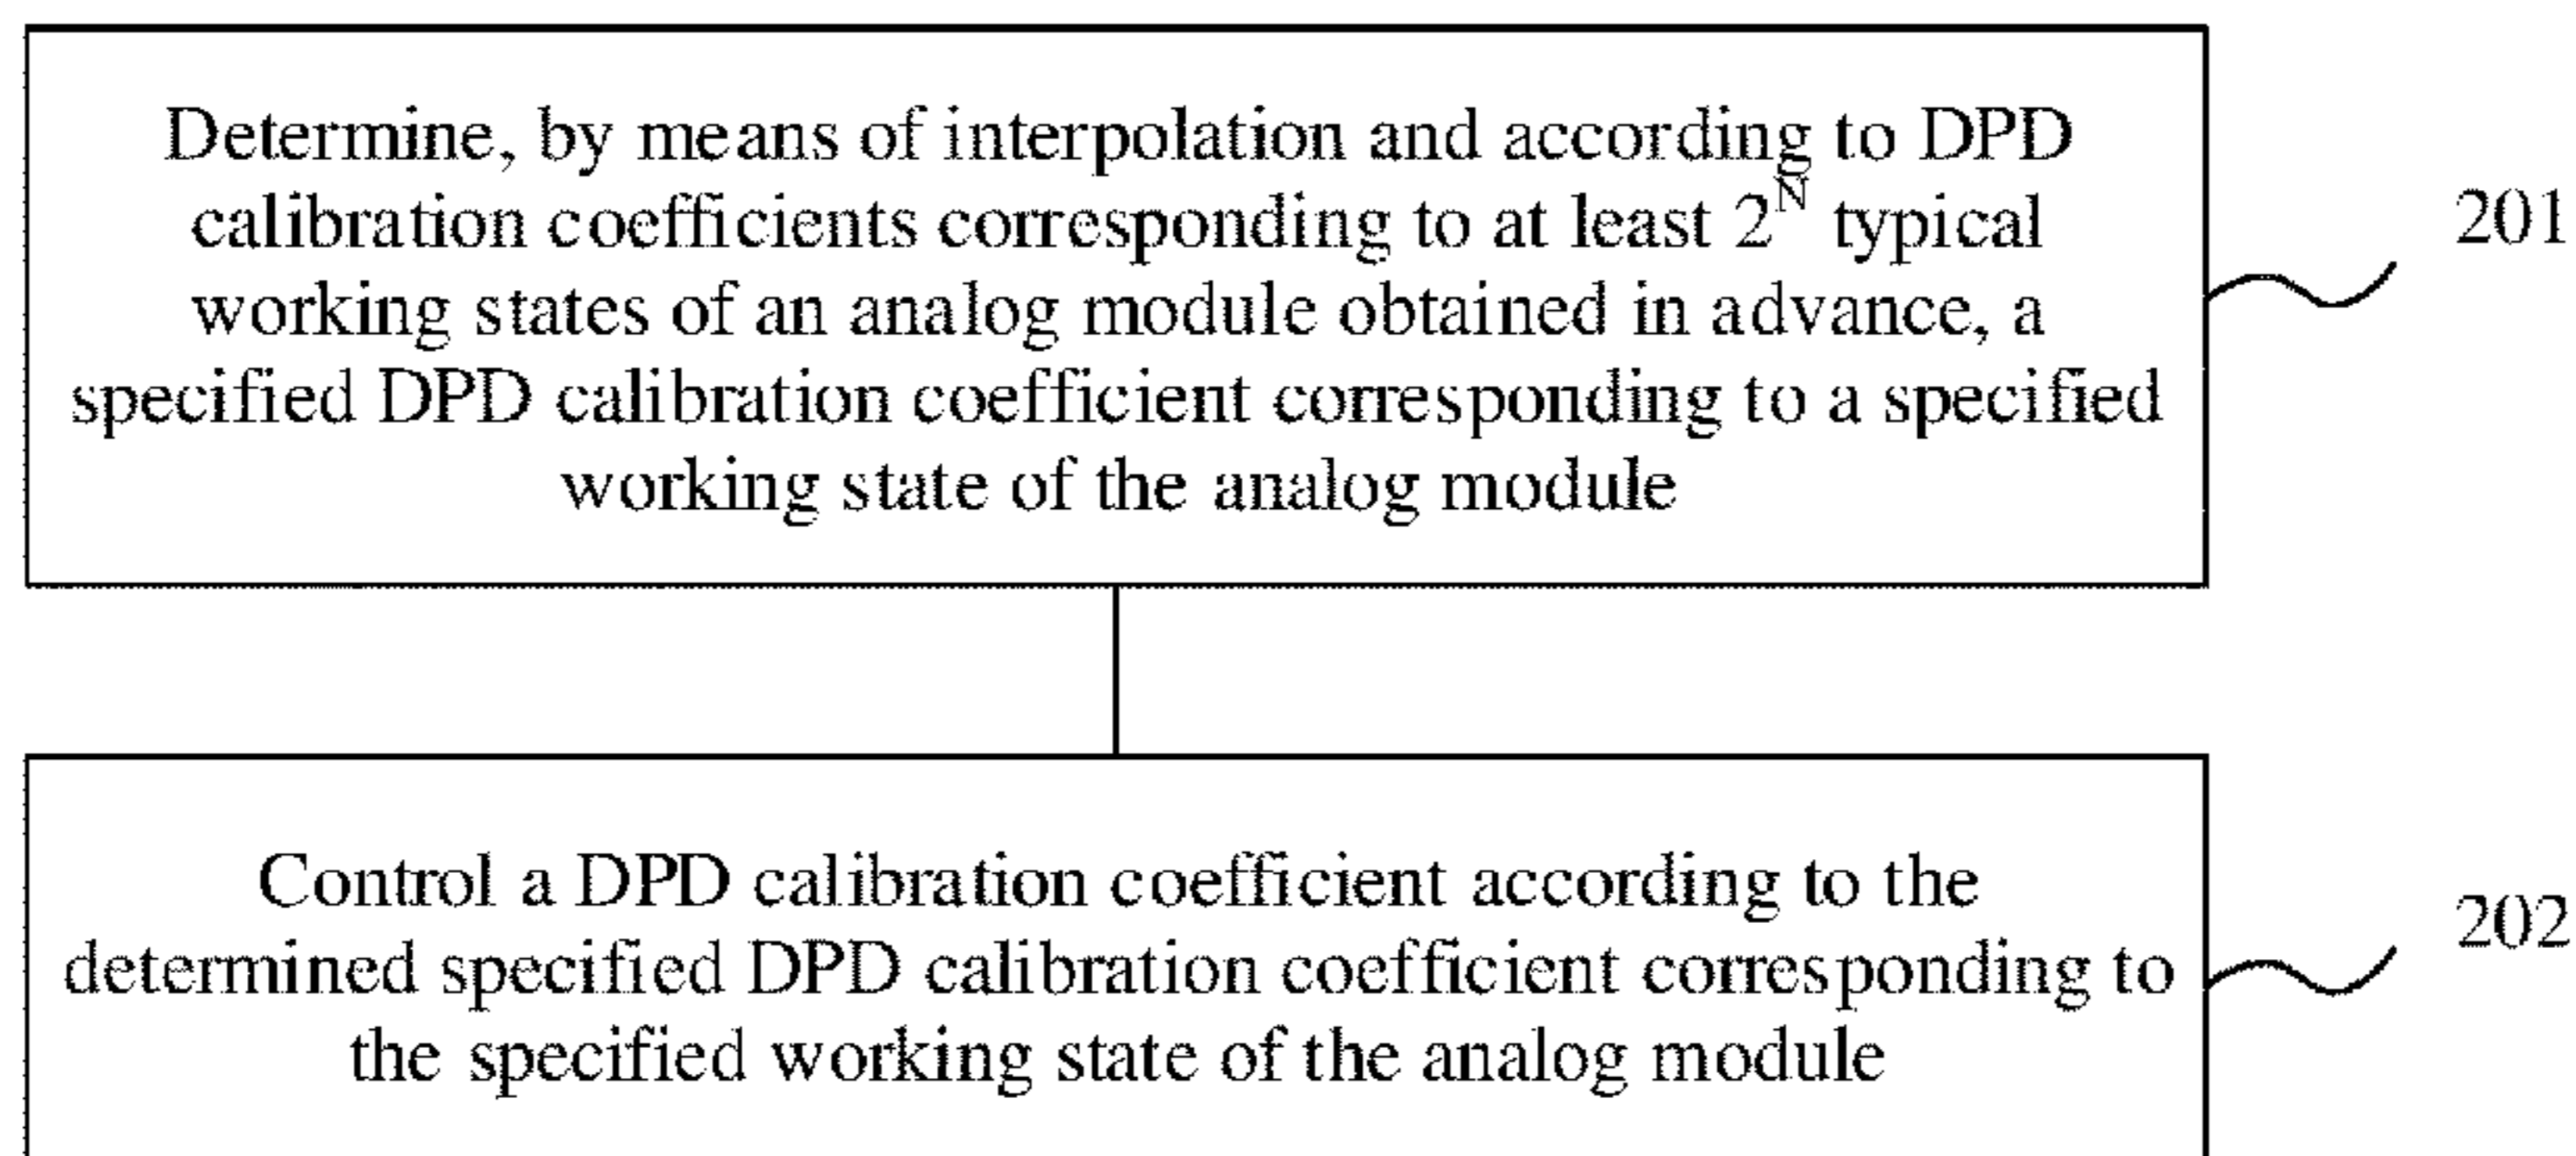 Determine, by means of interpolation and according to DPD
calibration coefficients corresponding to at least 2^N typical
working states of an analog module obtained in advance, a
specified DPD calibration coefficient corresponding to a specified
working state of the analog module
201
Control a DPD calibration coefficient according to the
determined specified DPD calibration coefficient corresponding to
the specified working state of the analog module
202